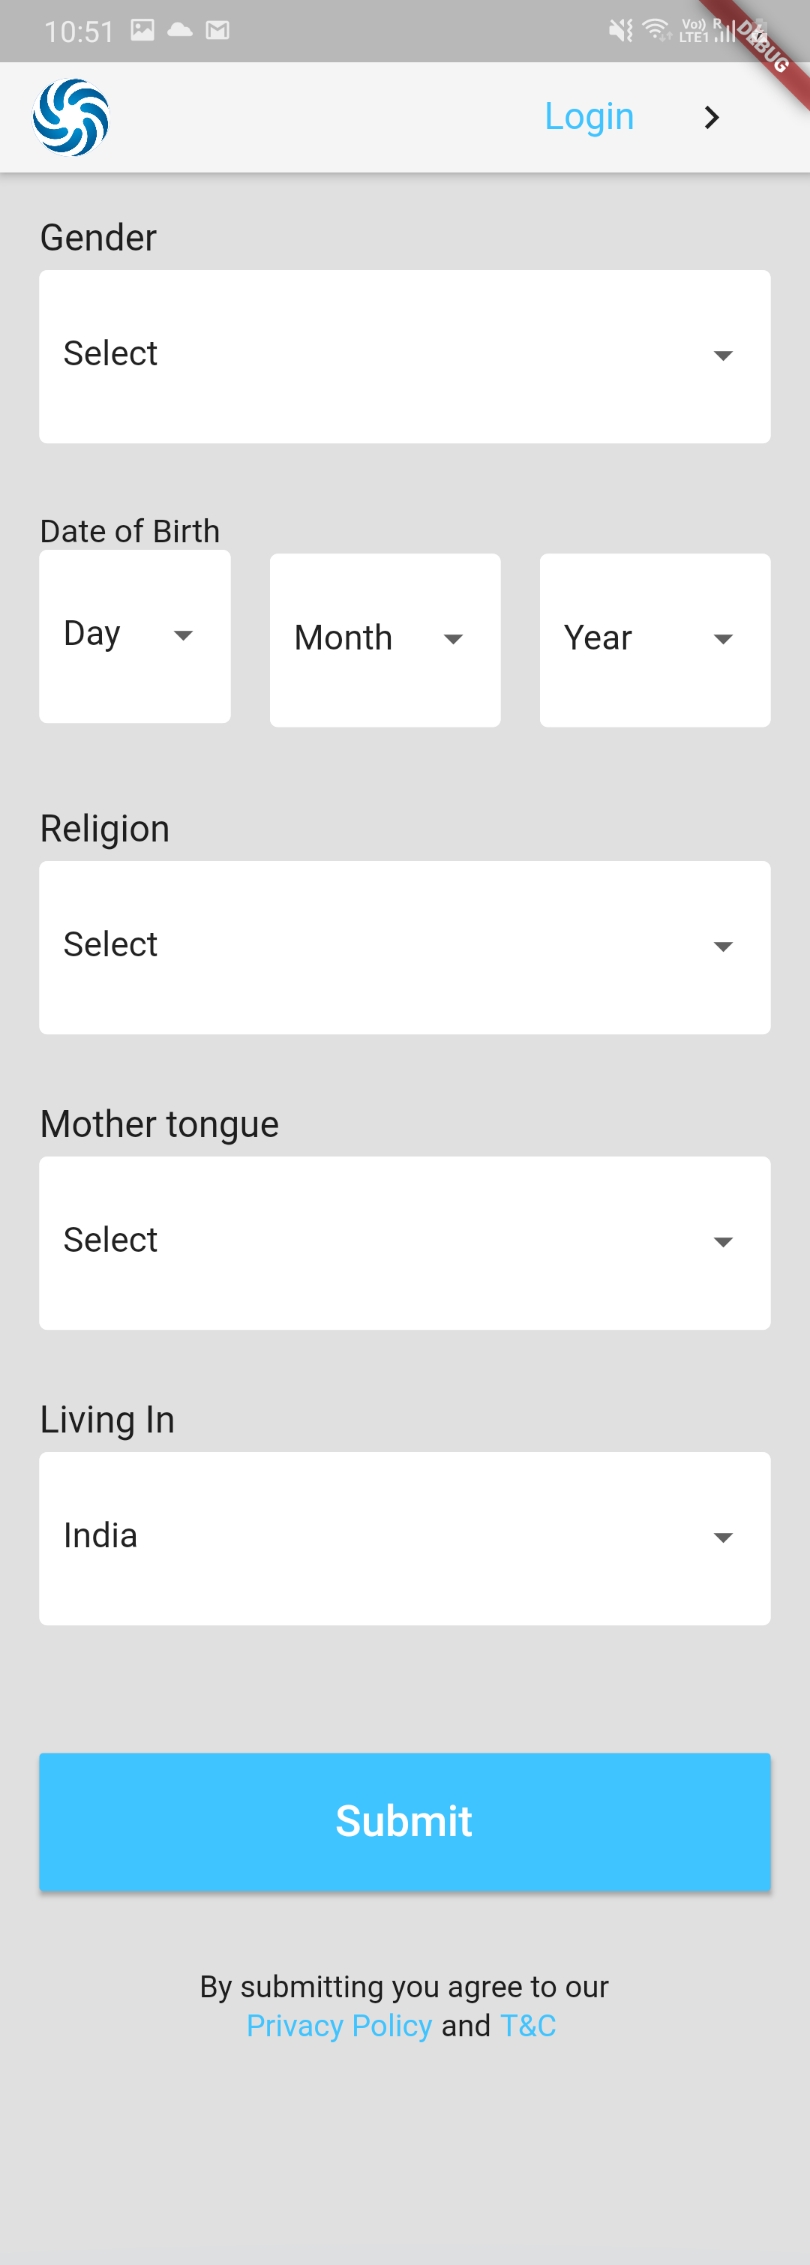 10:51 Vo)) R LTE1 DEBUG
Login
Gender
Select
Date of Birth
Day Month Year
Religion
Select
Mother tongue
Select
Living In
India
Submit
By submitting you agree to our
Privacy Policy and T&C